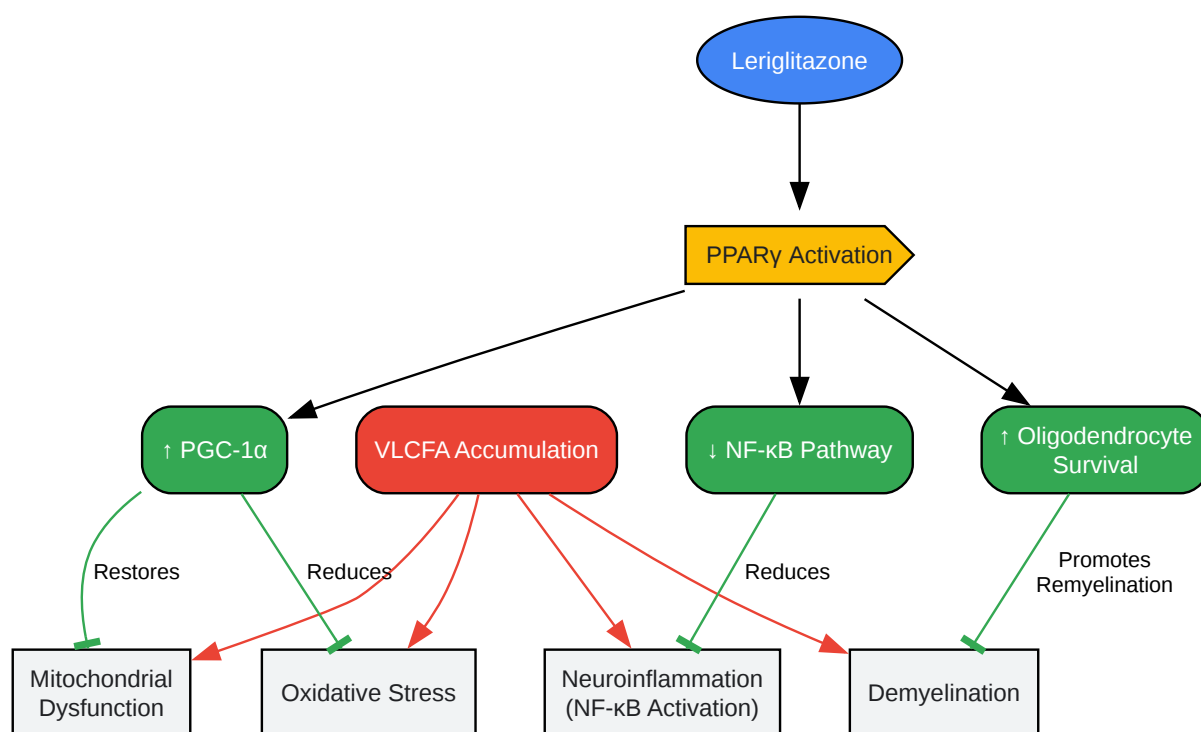 Leriglitazone
PPARγ Activation
↑ PGC-1α
VLCFA Accumulation
↓ NF-κB Pathway
↑ Oligodendrocyte
Survival
Restores
Reduces
Reduces
Promotes
Remyelination
Mitochondrial
Dysfunction
Oxidative Stress
Neuroinflammation
(NF-κB Activation)
Demyelination